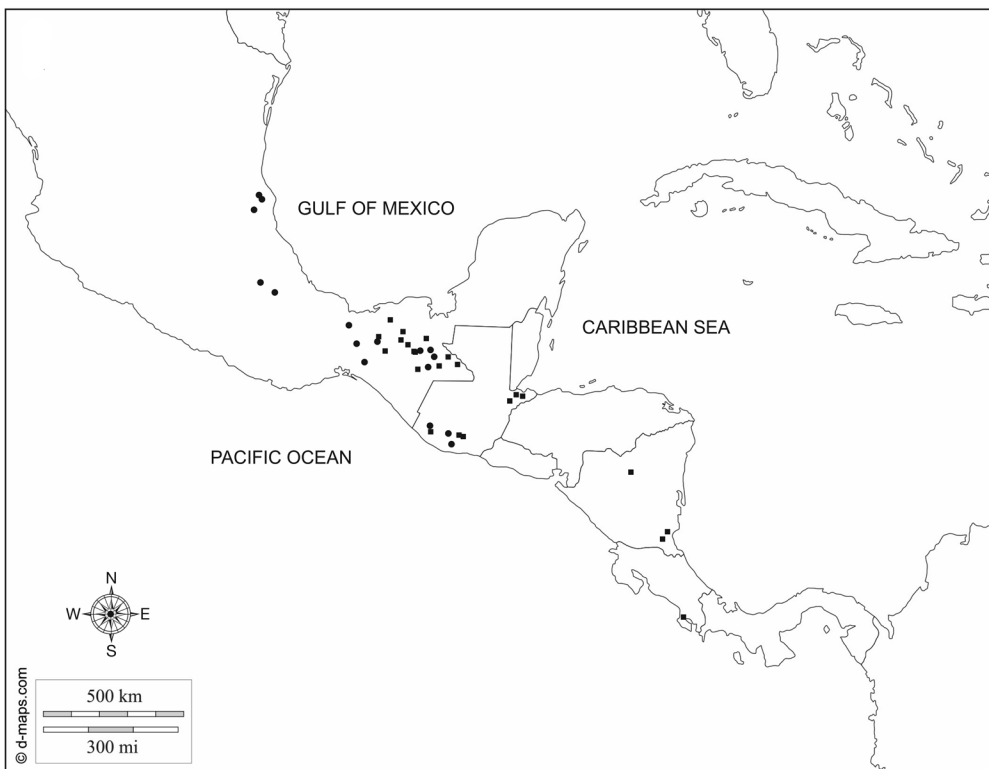 GULF OF MEXICO
CARIBBEAN SEA
PACIFIC OCEAN
N
W E
S
500 km
300 mi
© d-maps.com